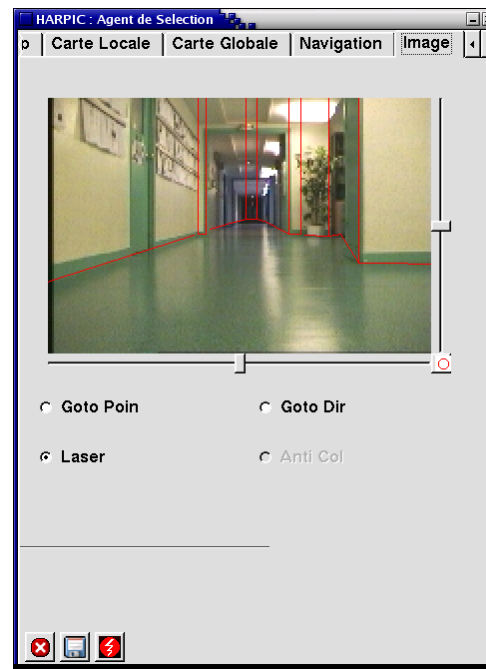 HARPIC : Agent de Selection
p Carte Locale Carte Globale Navigation Image
Goto Poin Goto Dir
Laser Anti Col